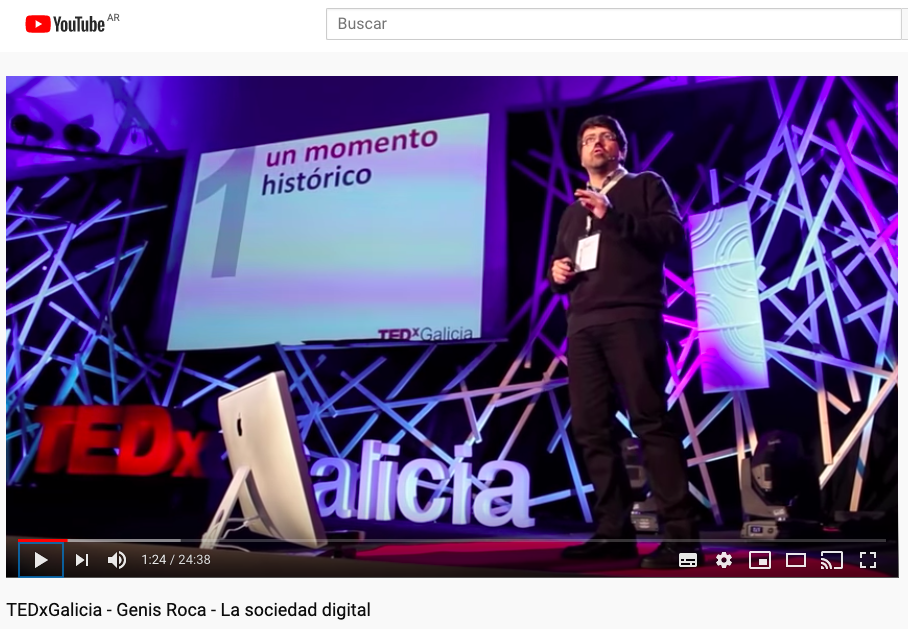 YouTube AR
Buscar
1 un momento
histórico
TEDxGalicia
TEDx
Galicia
1:24 / 24:38
TEDxGalicia - Genis Roca - La sociedad digital